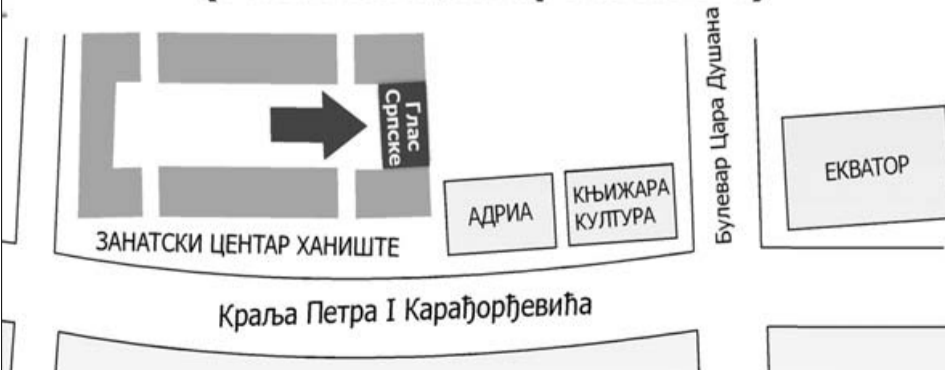 Булевар Цара Душана
Глас
Српске
ЕКВАТОР
КЊИЖАРА
КУЛТУРА
АДРИА
ЗАНАТСКИ ЦЕНТАР ХАНИШТЕ
Краља Петра I Карађорђевића